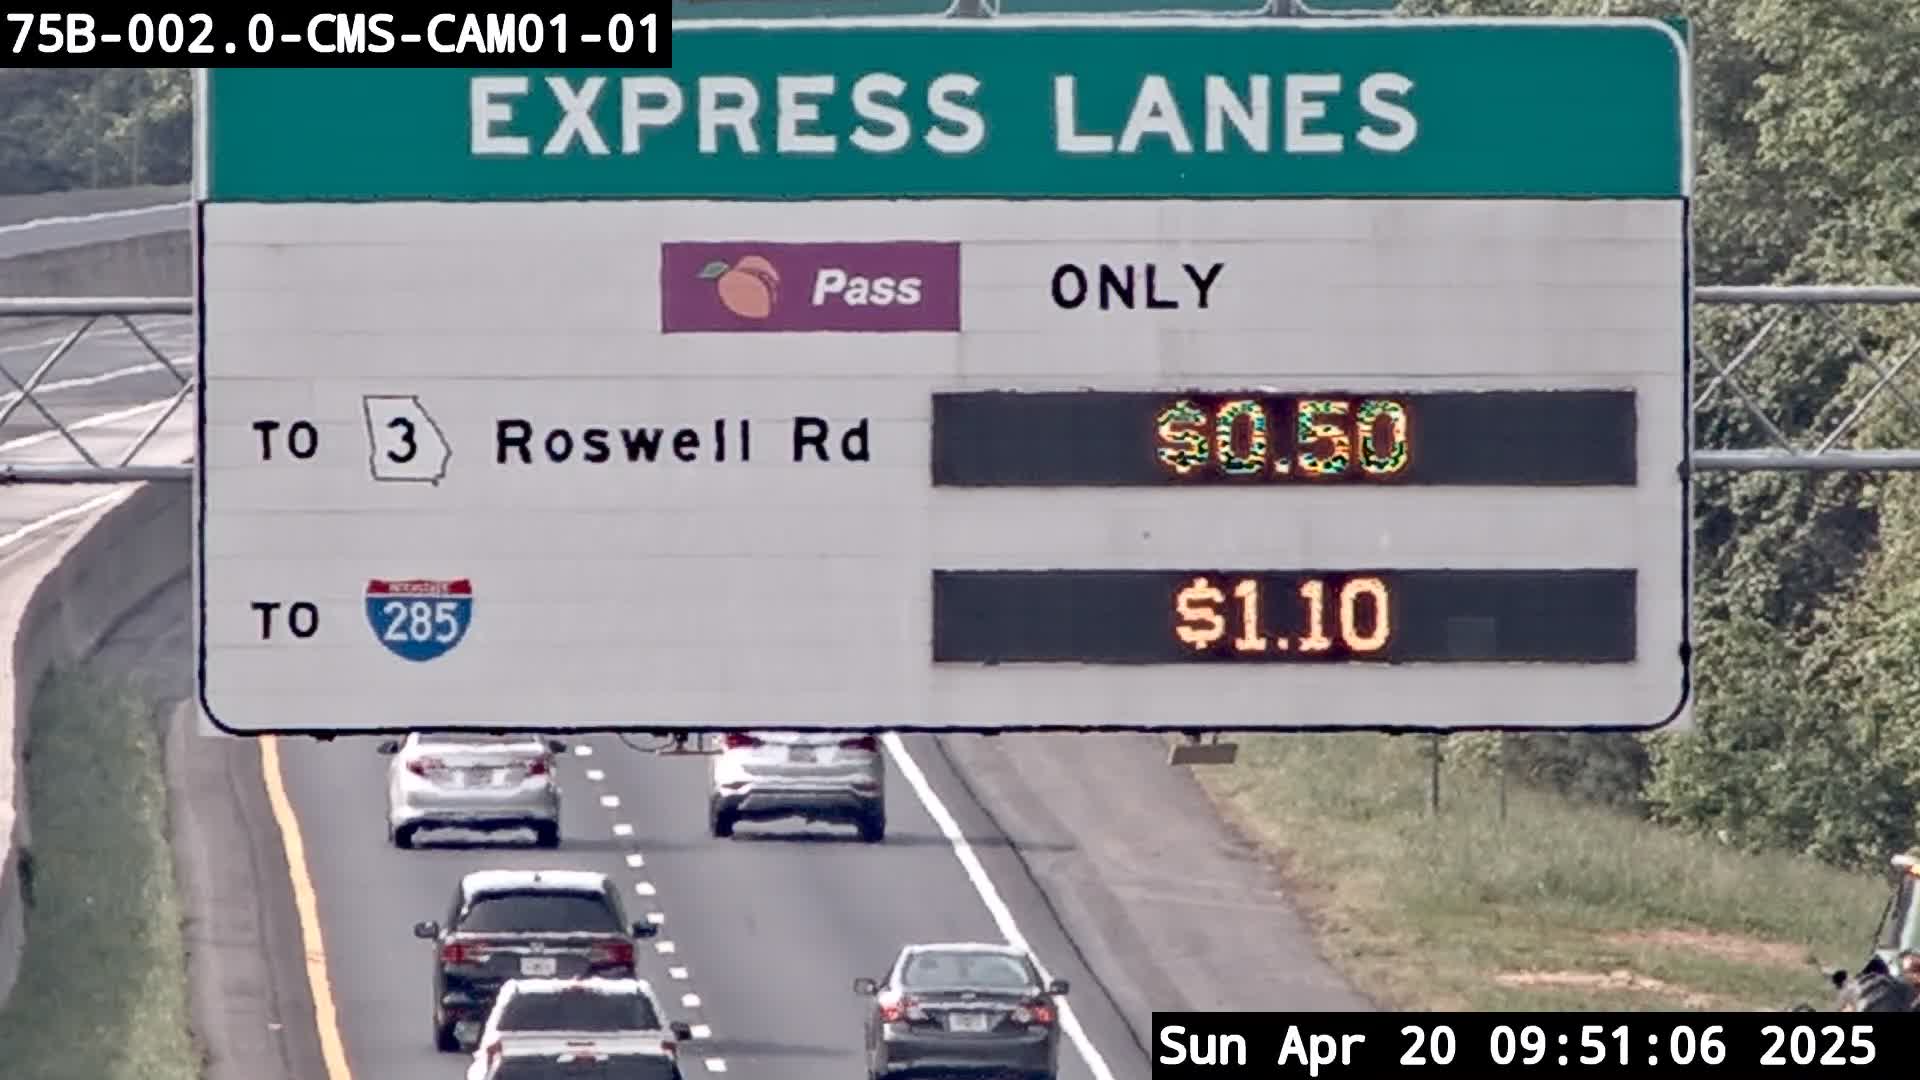 75B-002.0-CMS-CAM01-01
EXPRESS LANES
Pass ONLY
TO 3 Roswell Rd $0.50
INTERSTATE
TO 285 $1.10
Sun Apr 20 09:51:06 2025